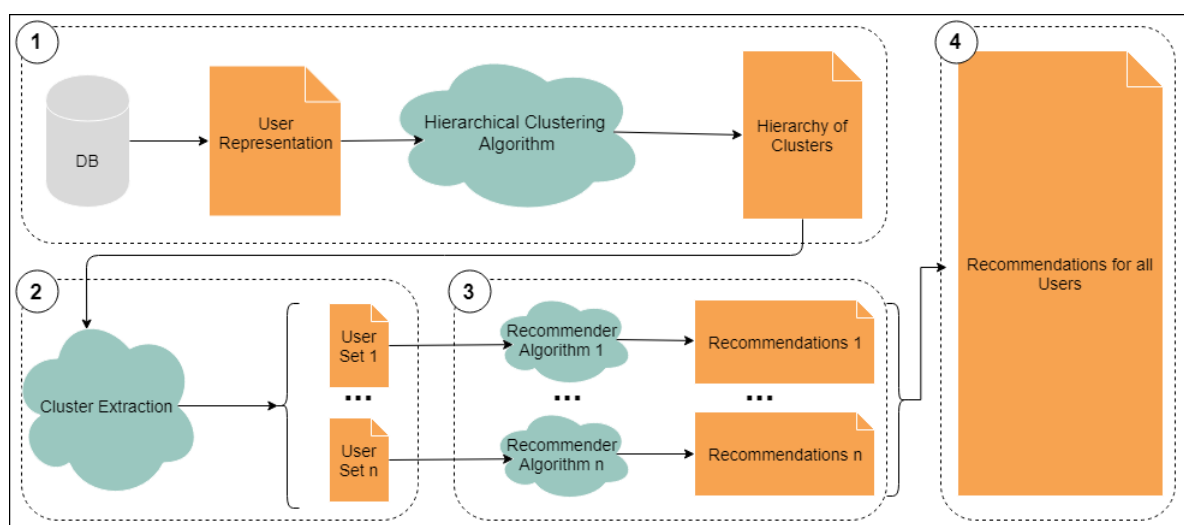 1
DB
User
Representation
Hierarchical Clustering
Algorithm
Hierarchy of
Clusters
2
Cluster Extraction
User
Set 1
...
User
Set n
3
Recommender
Algorithm 1
Recommendations 1
...
...
Recommender
Algorithm n
Recommendations n
4
Recommendations for all
Users